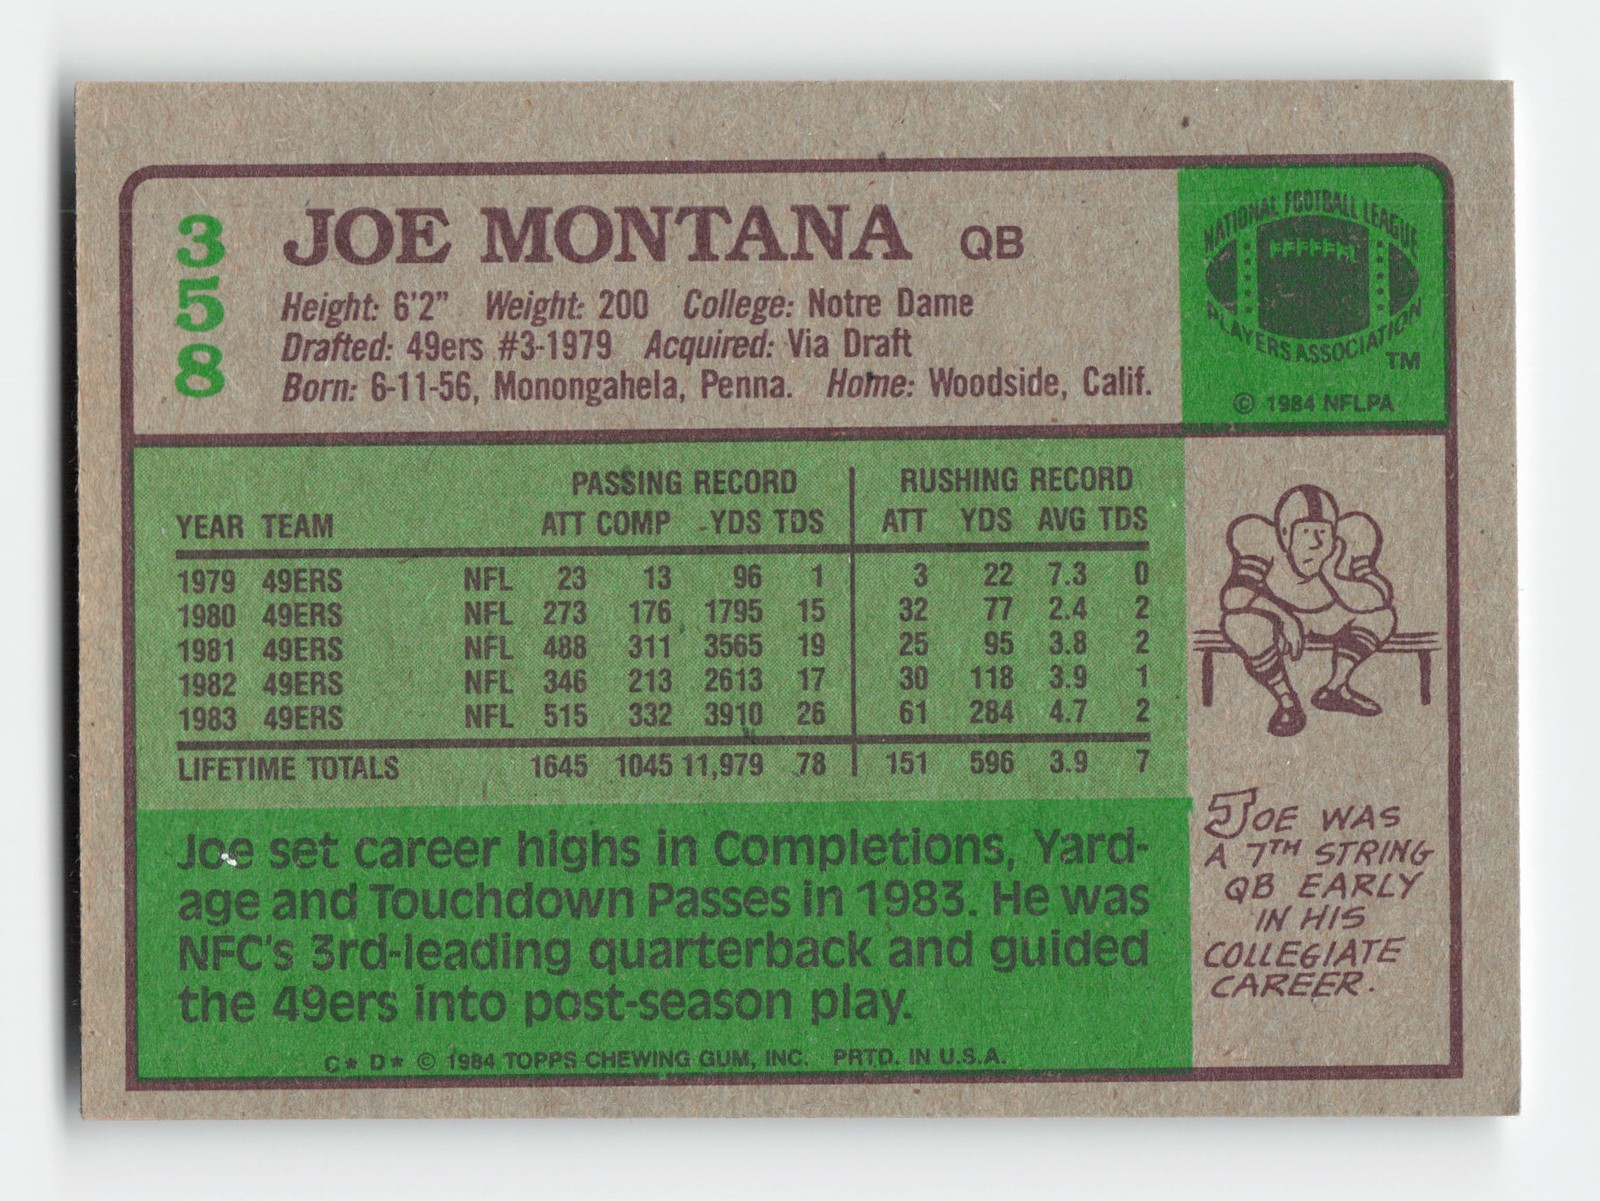 358
JOE MONTANA QB
Height: 6'2" Weight: 200 College: Notre Dame
Drafted: 49ers #3-1979 Acquired: Via Draft
Born: 6-11-56, Monongahela, Penna. Home: Woodside, Calif.
NATIONAL FOOTBALL LEAGUE
PLAYERS ASSOCIATION
TM
© 1984 NFLPA
PASSING RECORD RUSHING RECORD
YEAR TEAM ATT COMP YDS TDS ATT YDS AVG TDS
1979 49ERS NFL 23 13 96 1 3 22 7.3 0
1980 49ERS NFL 273 176 1795 15 32 77 2.4 2
1981 49ERS NFL 488 311 3565 19 25 95 3.8 2
1982 49ERS NFL 346 213 2613 17 30 118 3.9 1
1983 49ERS NFL 515 332 3910 26 61 284 4.7 2
LIFETIME TOTALS 1645 1045 11,979 78 151 596 3.9 7
Joe set career highs in Completions, Yard-
age and Touchdown Passes in 1983. He was
NFC's 3rd-leading quarterback and guided
the 49ers into post-season play.
C* D* © 1984 TOPPS CHEWING GUM, INC. PRTD. IN U.S.A.
JOE WAS
A 7TH STRING
QB EARLY
IN HIS
COLLEGIATE
CAREER.